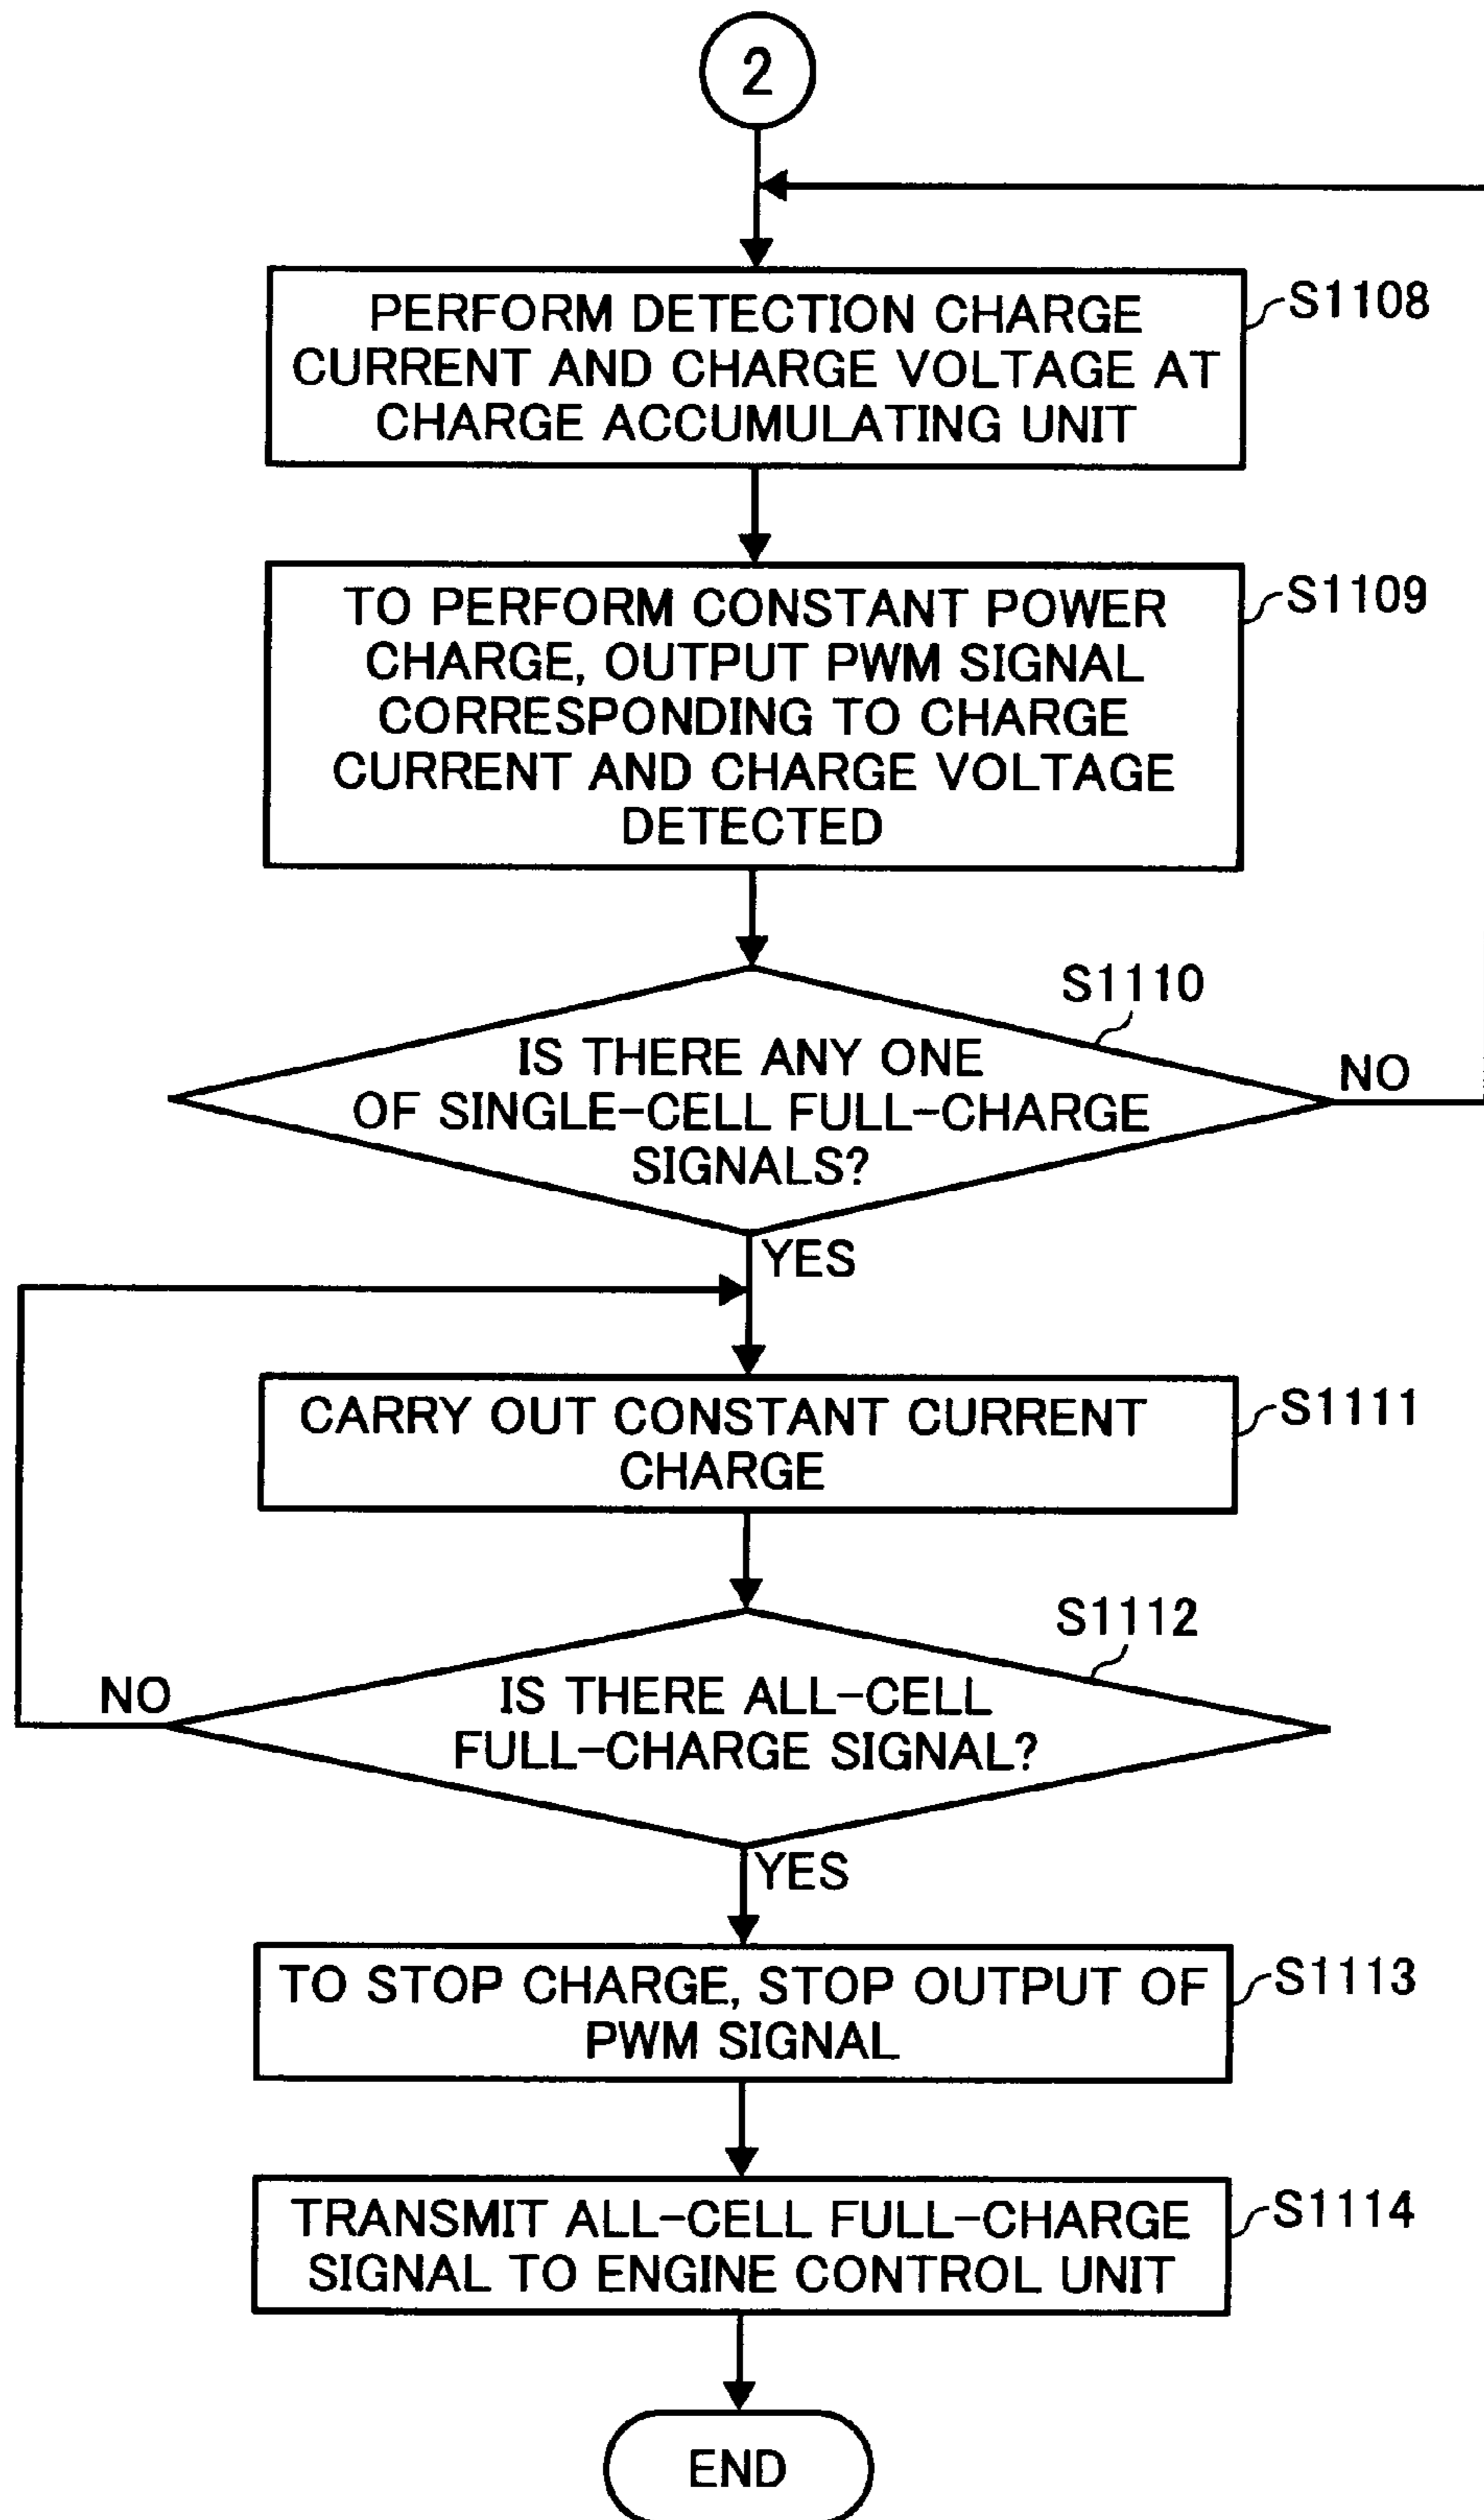 2
PERFORM DETECTION CHARGE
CURRENT AND CHARGE VOLTAGE AT
CHARGE ACCUMULATING UNIT
S1108
TO PERFORM CONSTANT POWER
CHARGE, OUTPUT PWM SIGNAL
CORRESPONDING TO CHARGE
CURRENT AND CHARGE VOLTAGE
DETECTED
S1109
S1110
IS THERE ANY ONE
OF SINGLE-CELL FULL-CHARGE
SIGNALS?
NO
YES
CARRY OUT CONSTANT CURRENT
CHARGE
S1111
S1112
IS THERE ALL-CELL
FULL-CHARGE SIGNAL?
NO
YES
TO STOP CHARGE, STOP OUTPUT OF
PWM SIGNAL
S1113
TRANSMIT ALL-CELL FULL-CHARGE
SIGNAL TO ENGINE CONTROL UNIT
S1114
END